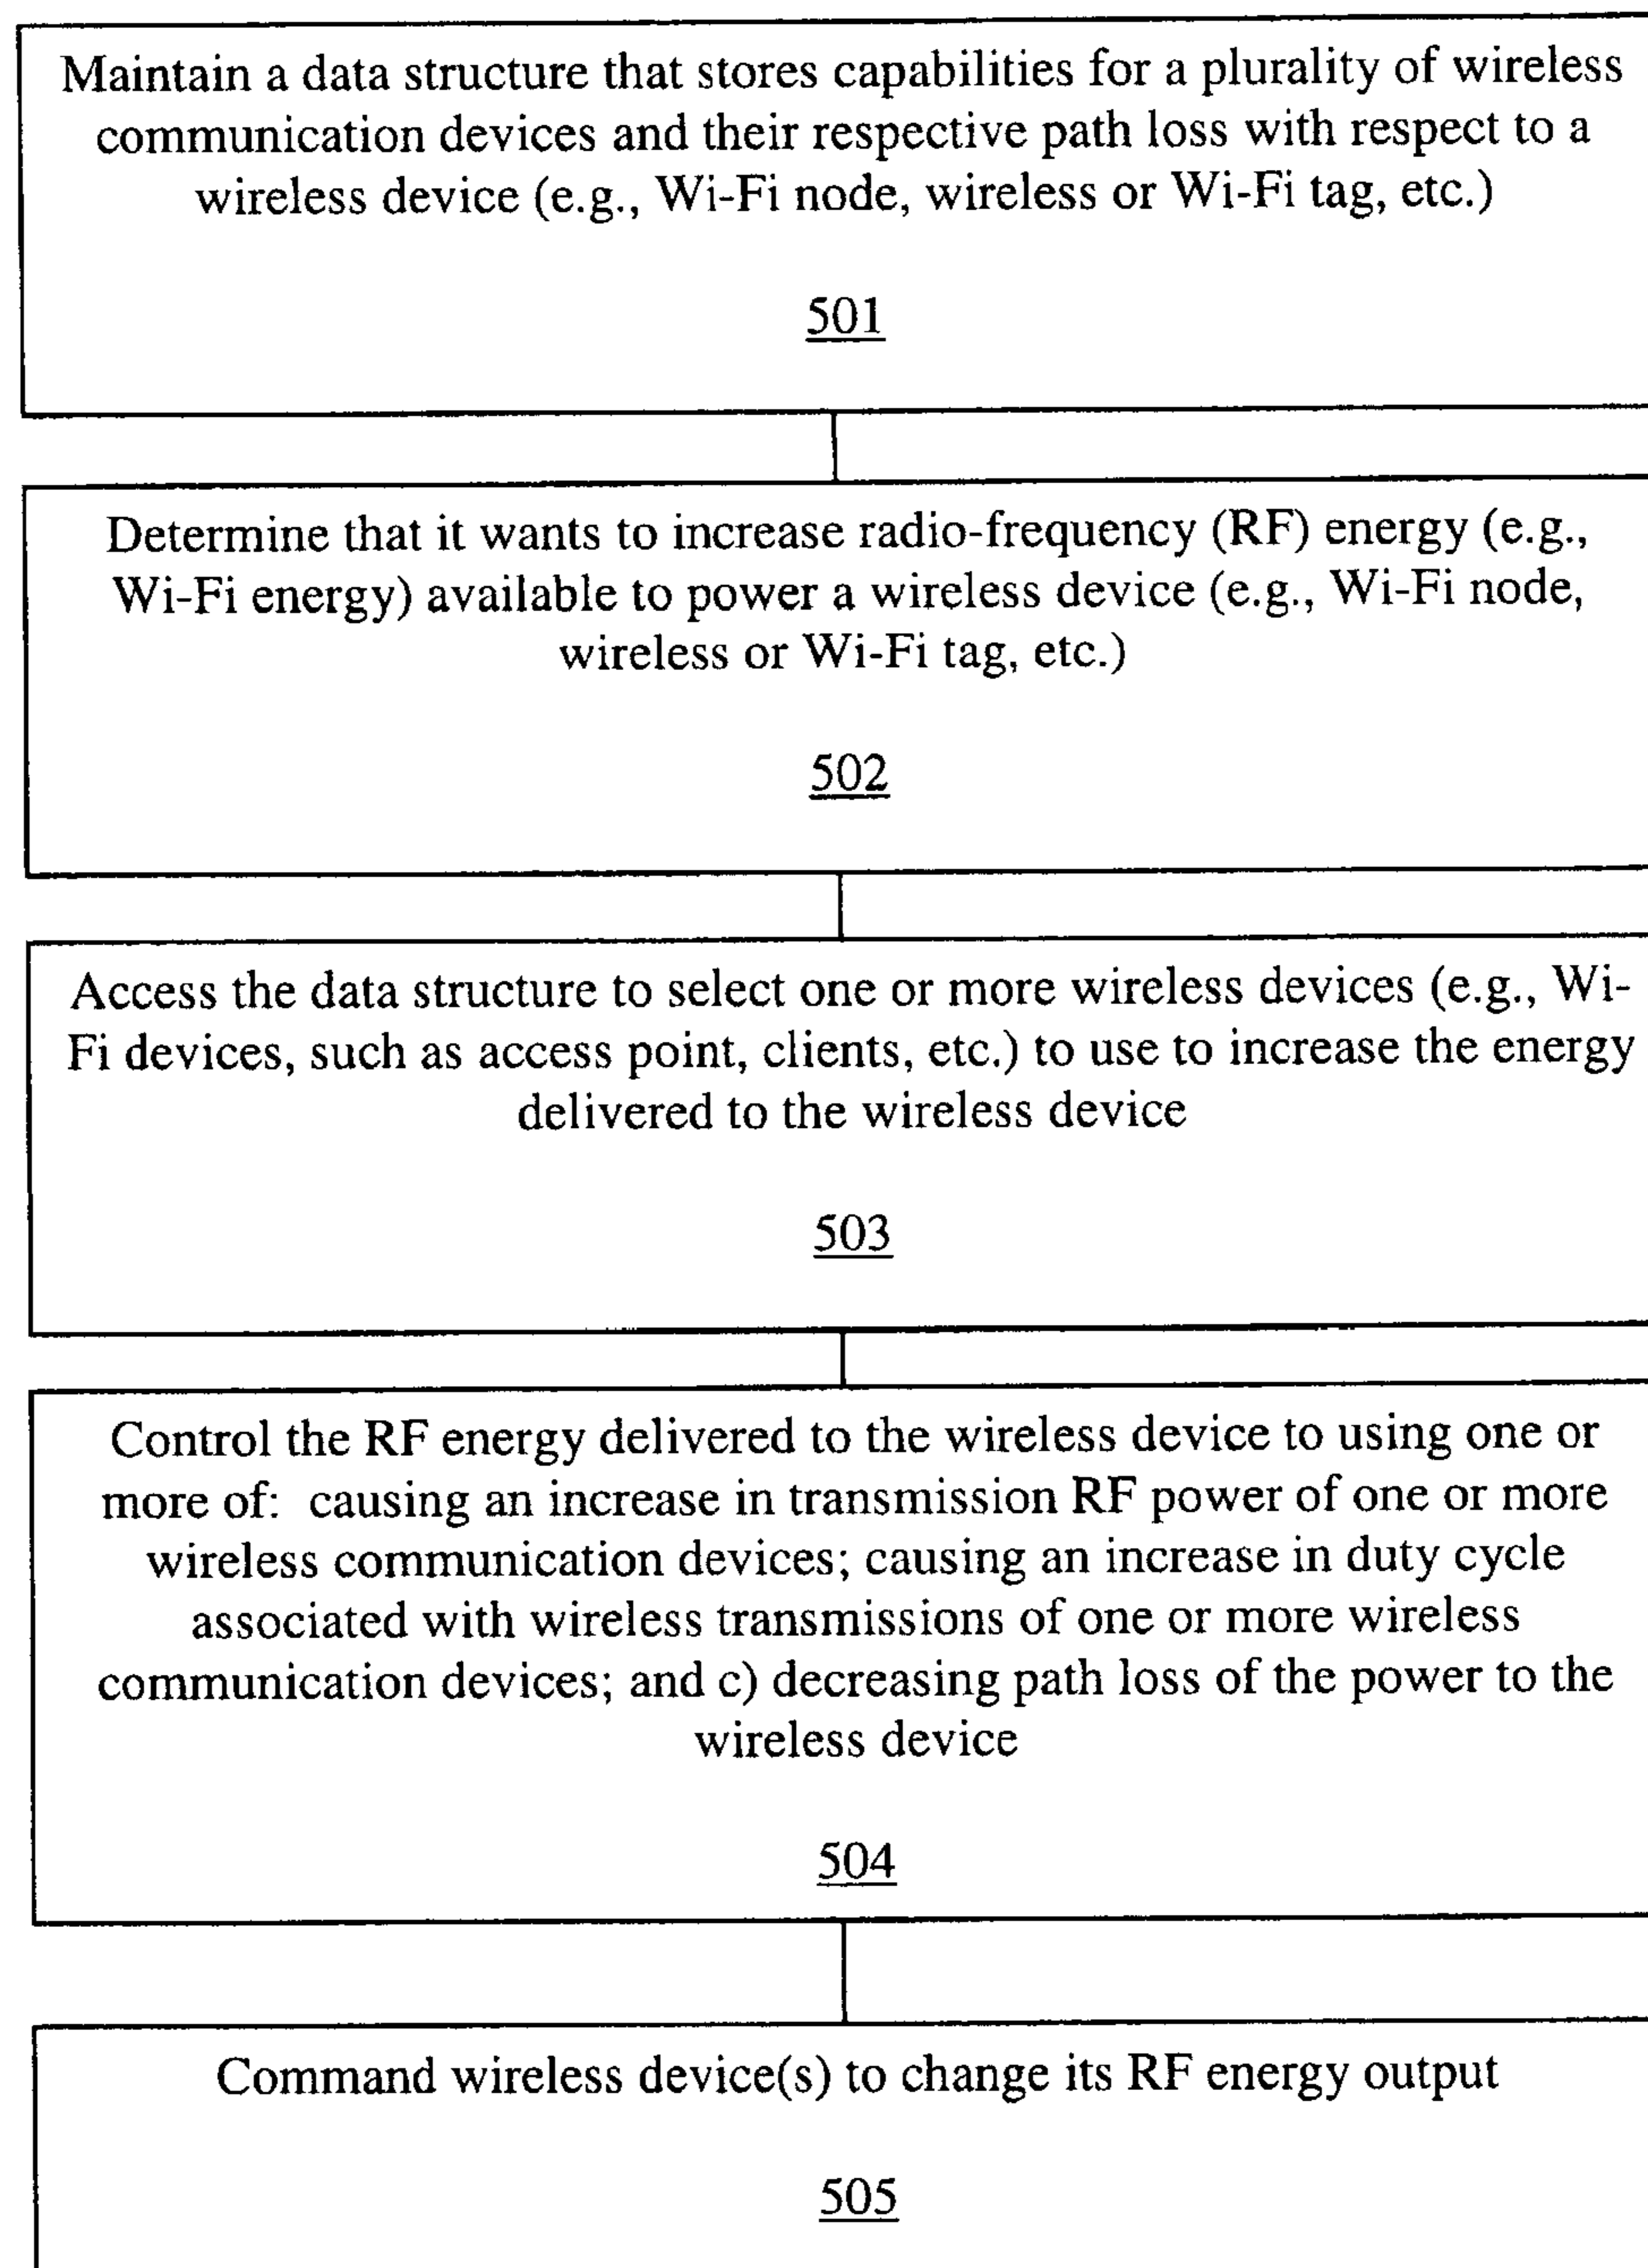 Maintain a data structure that stores capabilities for a plurality of wireless
communication devices and their respective path loss with respect to a
wireless device (e.g., Wi-Fi node, wireless or Wi-Fi tag, etc.)
501
Determine that it wants to increase radio-frequency (RF) energy (e.g.,
Wi-Fi energy) available to power a wireless device (e.g., Wi-Fi node,
wireless or Wi-Fi tag, etc.)
502
Access the data structure to select one or more wireless devices (e.g., Wi-
Fi devices, such as access point, clients, etc.) to use to increase the energy
delivered to the wireless device
503
Control the RF energy delivered to the wireless device to using one or
more of: causing an increase in transmission RF power of one or more
wireless communication devices; causing an increase in duty cycle
associated with wireless transmissions of one or more wireless
communication devices; and c) decreasing path loss of the power to the
wireless device
504
Command wireless device(s) to change its RF energy output
505